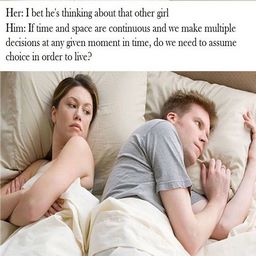 Her: I bet he's thinking about that other girl
Him: If time and space are continuous and we make multiple
decisions at any given moment in time, do we need to assume
choice in order to live?